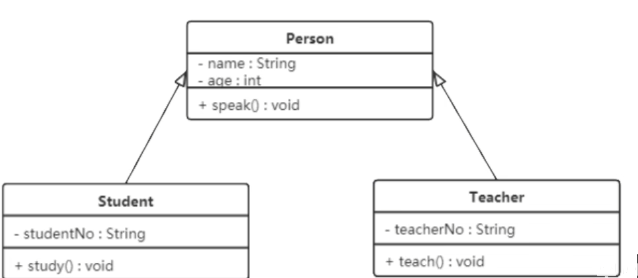 Person
- name : String
- age : int
+ speak() : void
Student
- studentNo : String
+ study() : void
Teacher
- teacherNo : String
+ teach() : void